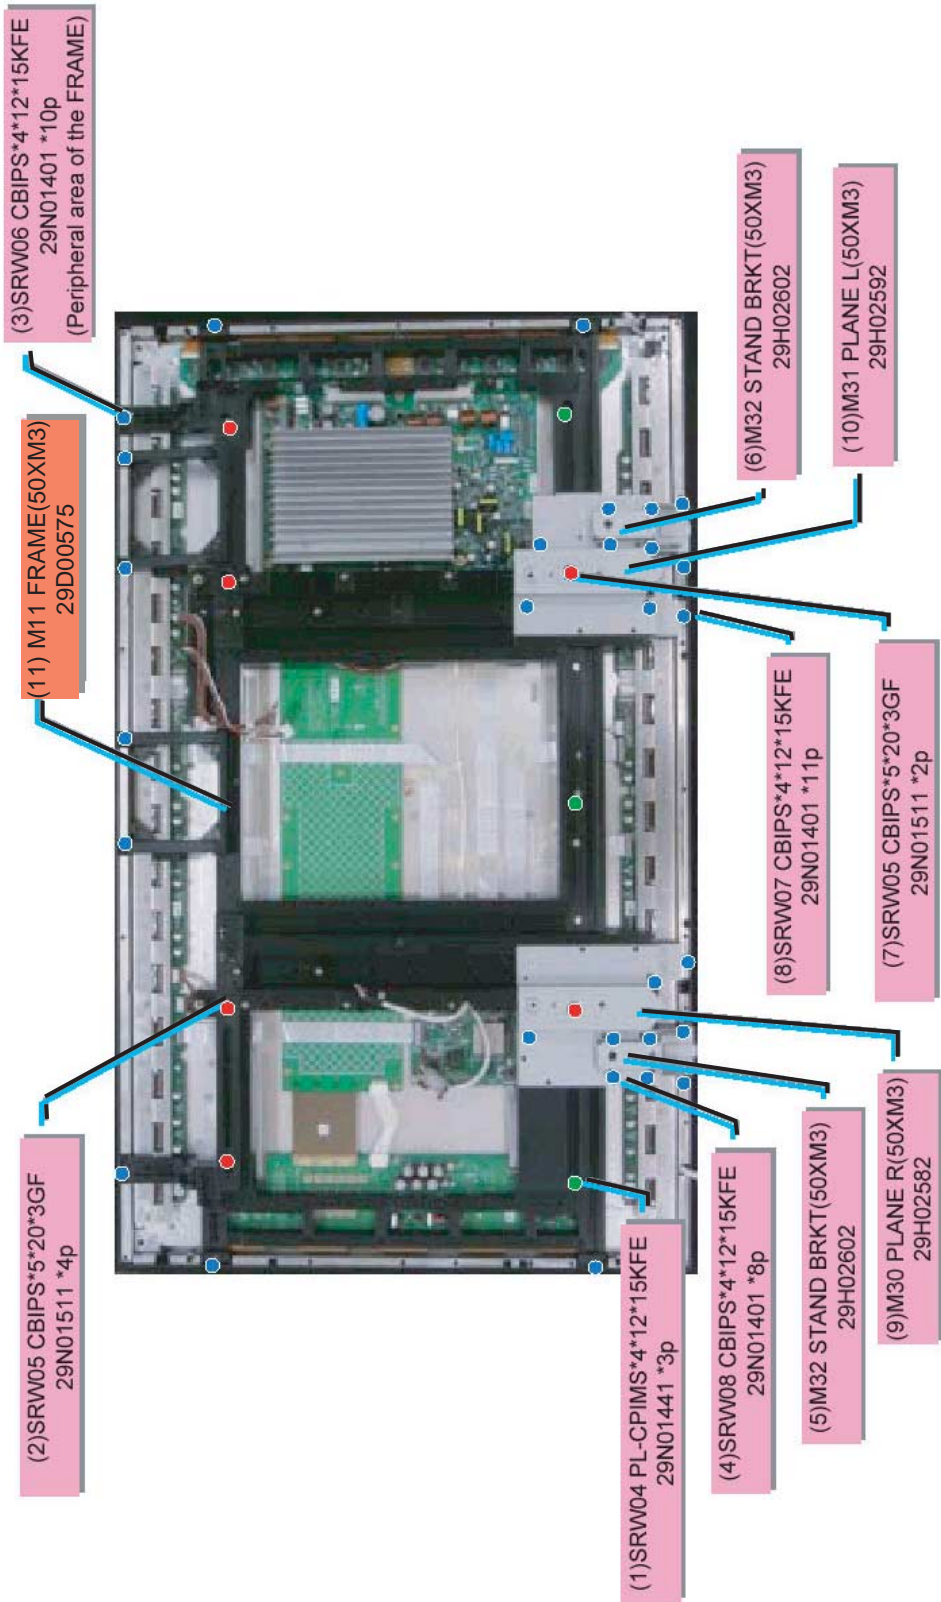 (2)SRW05 CBIPS*5*20*3GF
29N01511 *4p
(11) M11 FRAME(50XM3)
29D00575
(3)SRW06 CBIPS*4*12*15KFE
29N01401 *10p
(Peripheral area of the FRAME)
(1)SRW04 PL-CPIMS*4*12*15KFE
29N01441 *3p
(4)SRW08 CBIPS*4*12*15KFE
29N01401 *8p
(5)M32 STAND BRKT(50XM3)
29H02602
(9)M30 PLANE R(50XM3)
29H02582
(8)SRW07 CBIPS*4*12*15KFE
29N01401 *11p
(7)SRW05 CBIPS*5*20*3GF
29N01511 *2p
(6)M32 STAND BRKT(50XM3)
29H02602
(10)M31 PLANE L(50XM3)
29H02592